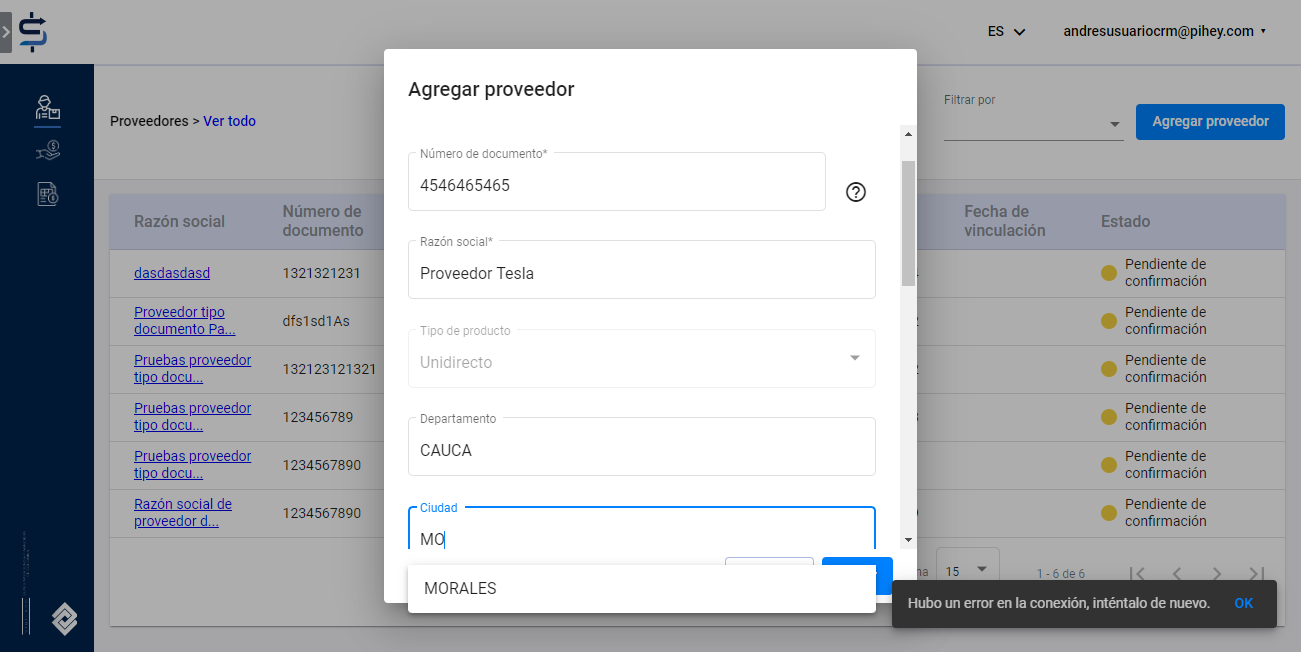 ES
andresusuariocrm@pihey.com
Proveedores > Ver todo
Filtrar por
Agregar proveedor
Razón social
Número de
documento
Fecha de
vinculación
Estado
dasdasdasd
1321321231
Pendiente de
confirmación
Proveedor tipo
documento Pa...
dfs1sd1As
Pendiente de
confirmación
Pruebas proveedor
tipo docu...
132123121321
Pendiente de
confirmación
Pruebas proveedor
tipo docu...
123456789
Pendiente de
confirmación
Pruebas proveedor
tipo docu...
1234567890
Pendiente de
confirmación
Razón social de
proveedor d...
1234567890
Pendiente de
confirmación
15
1 - 6 de 6
Agregar proveedor
Número de documento*
4546465465
Razón social*
Proveedor Tesla
Tipo de producto
Unidirecto
Departamento
CAUCA
Ciudad
MO
MORALES
Hubo un error en la conexión, inténtalo de nuevo.
OK